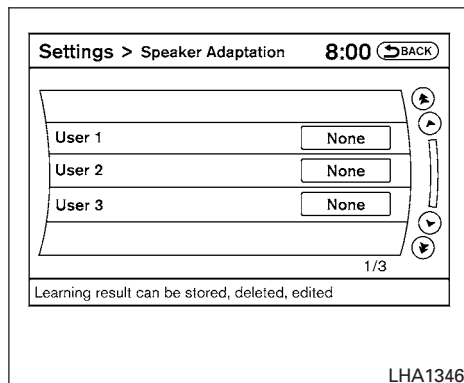 Settings > Speaker Adaptation 8:00 BACK
User 1 None
User 2 None
User 3 None
1/3
Learning result can be stored, deleted, edited
LHA1346